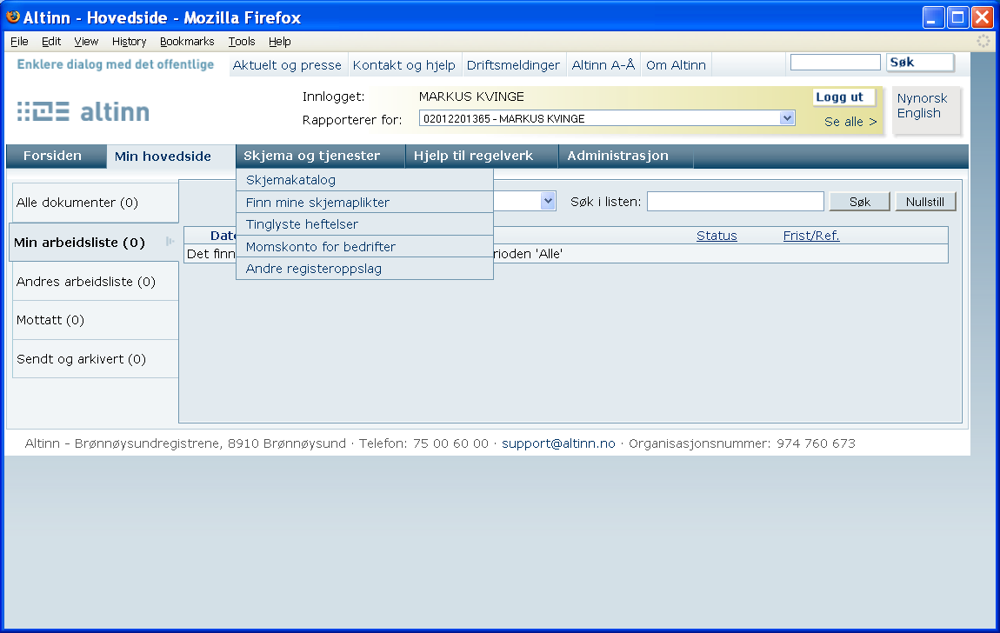 Altinn - Hovedside - Mozilla Firefox
File Edit View History Bookmarks Tools Help
Enklere dialog med det offentlige Aktuelt og presse Kontakt og hjelp Driftsmeldinger Altinn A-Å Om Altinn Søk
altinn
Innlogget: MARKUS KVINGE Logg ut
Rapporterer for: 02012201365 - MARKUS KVINGE Se alle >
Nynorsk
English
Forsiden Min hovedside Skjema og tjenester Hjelp til regelverk Administrasjon
Skjemakatalog
Finn mine skjemaplikter
Tinglyste heftelser
Momskonto for bedrifter
Andre registeroppslag
Alle dokumenter (0)
Min arbeidsliste (0)
Andres arbeidsliste (0)
Mottatt (0)
Sendt og arkivert (0)
Søk i listen: Søk Nullstill
Status Frist/Ref.
Det finn 'Alle'
Altinn – Brønnøysundregistrene, 8910 Brønnøysund · Telefon: 75 00 60 00 · support@altinn.no · Organisasjonsnummer: 974 760 673